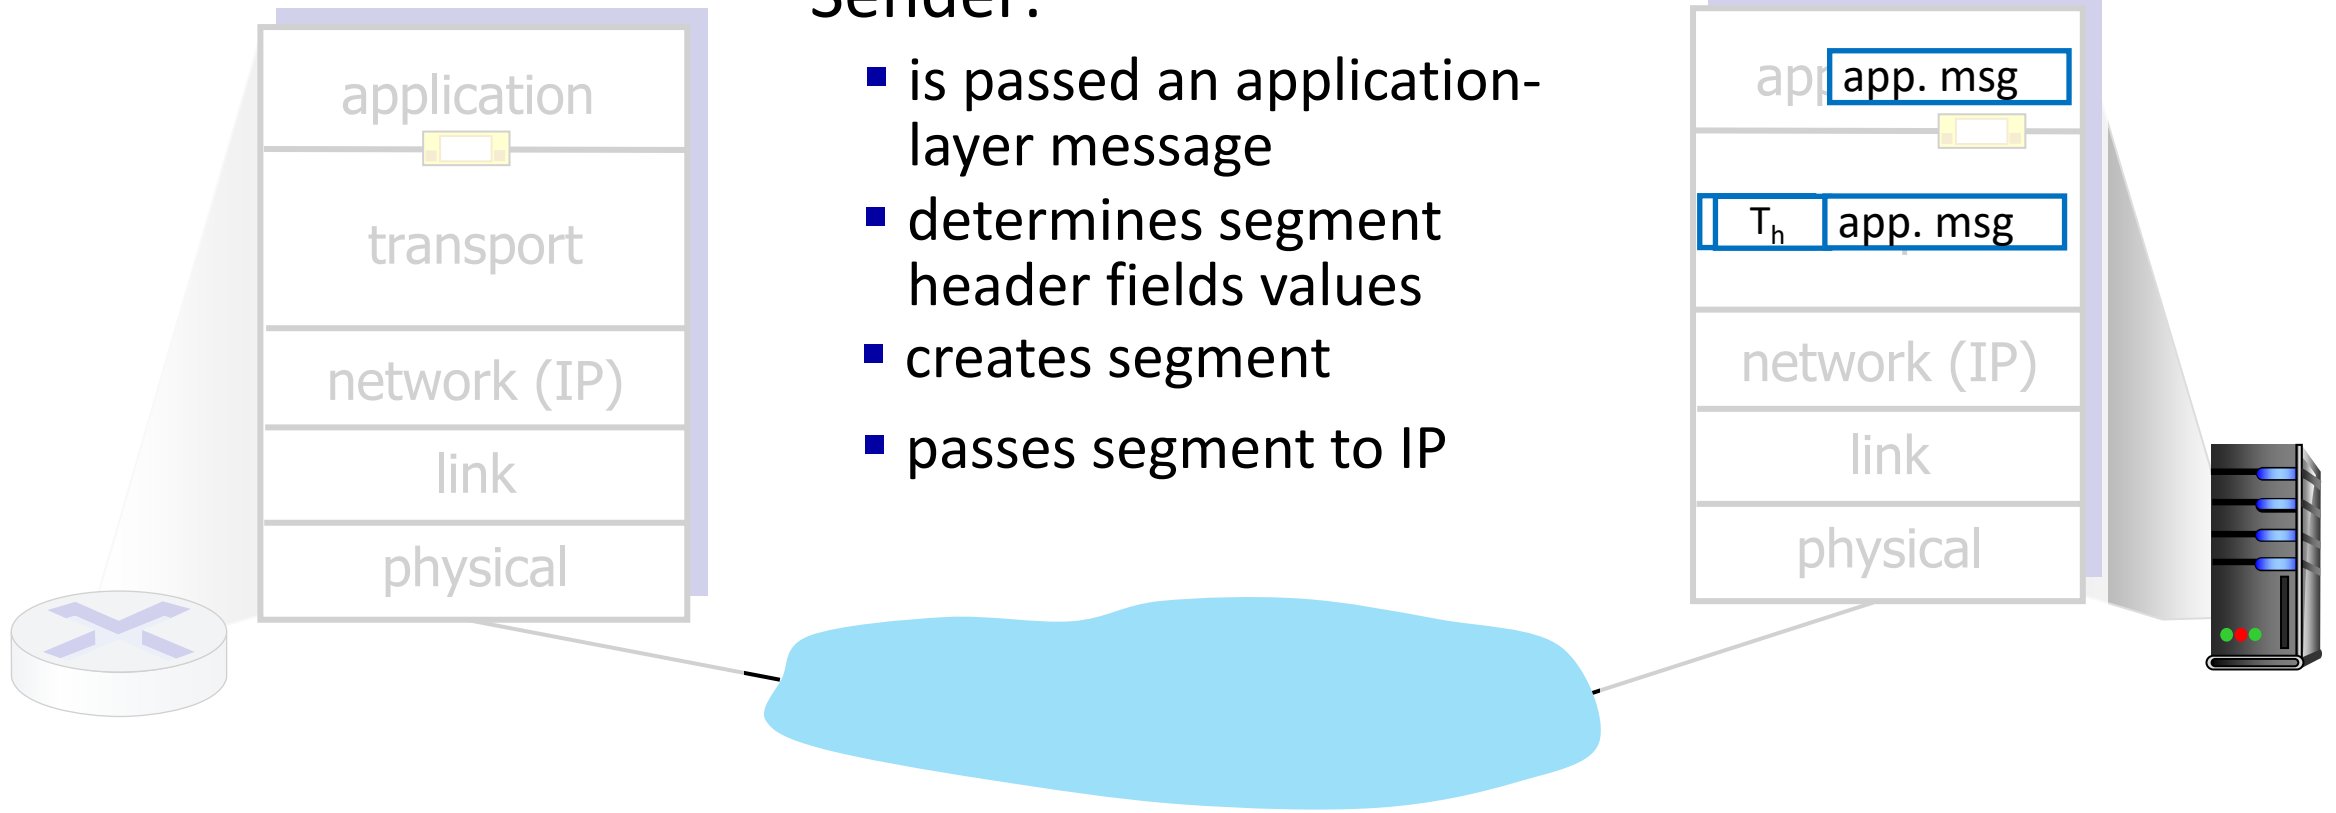 application
transport
network (IP)
link
physical
Sender:
is passed an application-
layer message
determines segment
header fields values
creates segment
passes segment to IP
app. msg
Th app. msg
network (IP)
link
physical